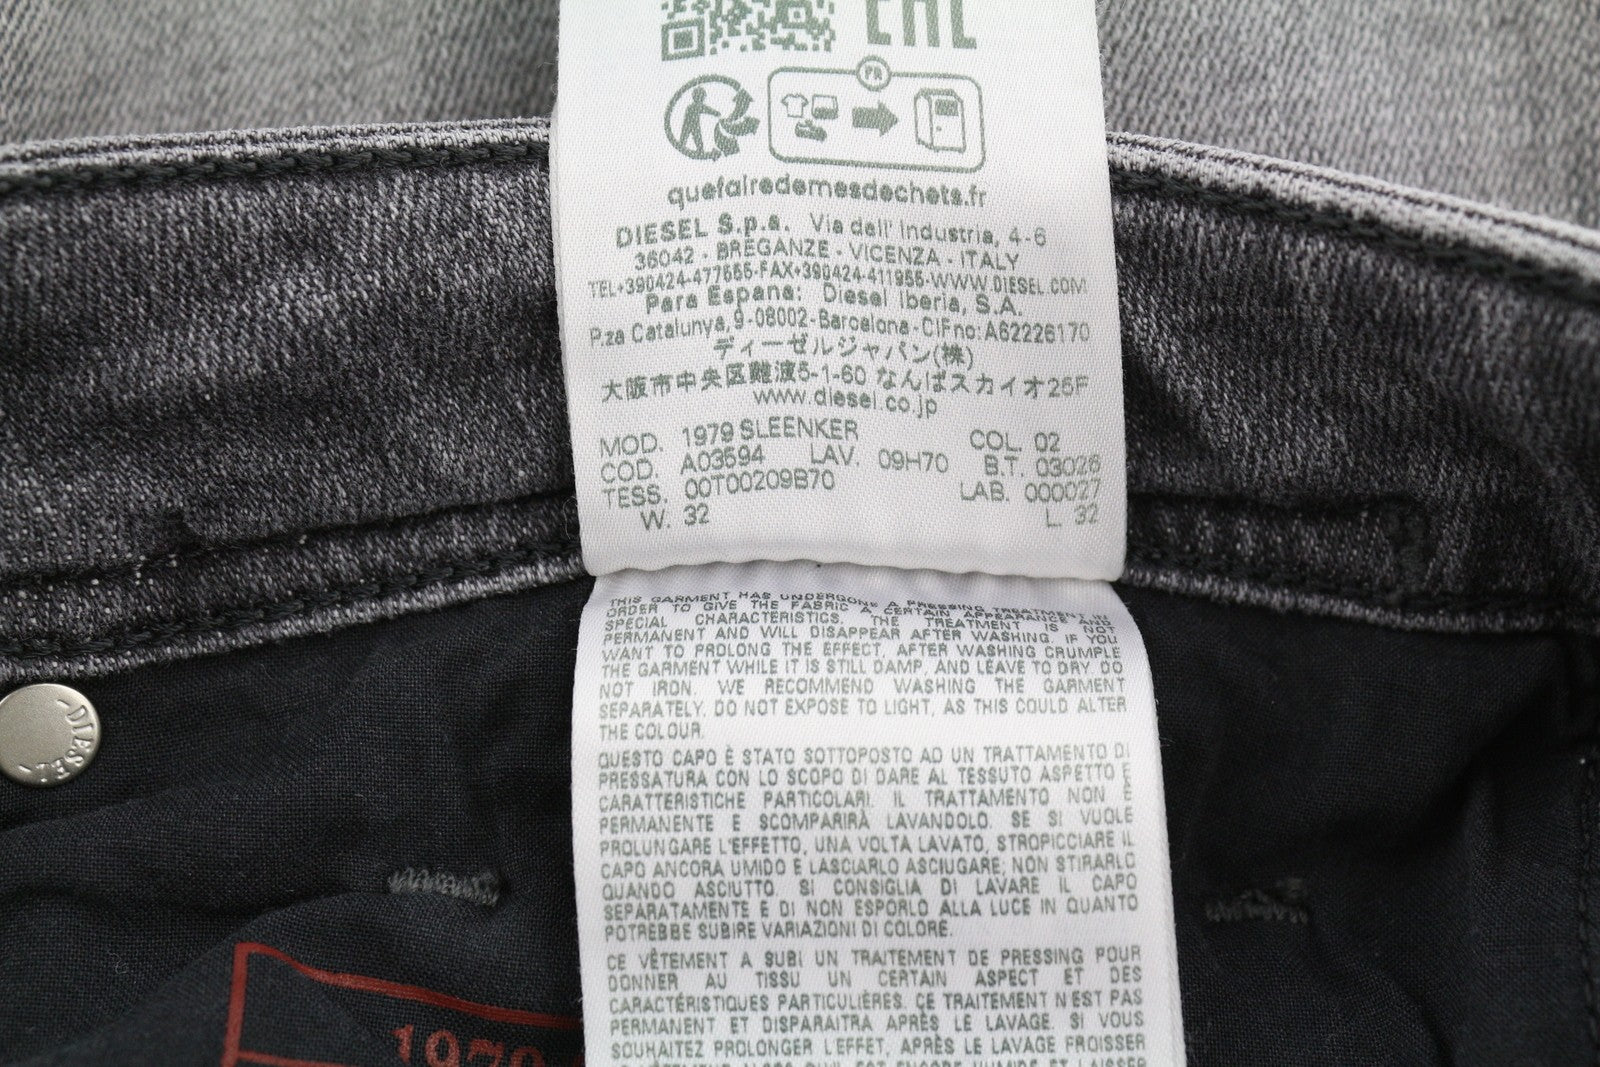 EAC
FR
quefairedemesdechets.fr
DIESEL S.p.a. Via dell' Industria, 4-6
36042 - BREGANZE - VICENZA - ITALY
TEL+390424-477555-FAX+390424-411955-WWW.DIESEL.COM
Para Espana: Diesel Iberia, S.A.
P.za Catalunya, 9-08002-Barcelona-CIFnc:A62226170
ディーゼルジャパン(株)
大阪市中央区難波5-1-60 なんばスカイオ25F
www.diesel.co.jp
MOD. 1979 SLEENKER COL. 02
COD. A03594 LAV. 09H70 B.T. 03026
TESS. 00T00209B70 LAB. 000027
W. 32 L. 32
THIS GARMENT HAS UNDERGONE A PRESSING TREATMENT IN
ORDER TO GIVE THE FABRIC A CERTAIN APPEARANCE AND
SPECIAL CHARACTERISTICS. THE TREATMENT IS NOT
PERMANENT AND WILL DISAPPEAR AFTER WASHING. IF YOU
WANT TO PROLONG THE EFFECT, AFTER WASHING CRUMPLE
THE GARMENT WHILE IT IS STILL DAMP, AND LEAVE TO DRY. DO
NOT IRON. WE RECOMMEND WASHING THE GARMENT
SEPARATELY. DO NOT EXPOSE TO LIGHT, AS THIS COULD ALTER
THE COLOUR.
QUESTO CAPO È STATO SOTTOPOSTO AD UN TRATTAMENTO DI
PRESSATURA CON LO SCOPO DI DARE AL TESSUTO ASPETTO E
CARATTERISTICHE PARTICOLARI. IL TRATTAMENTO NON È
PERMANENTE E SCOMPARIRÀ LAVANDOLO. SE SI VUOLE
PROLUNGARE L'EFFETTO, UNA VOLTA LAVATO, STROPICCIARE IL
CAPO ANCORA UMIDO E LASCIARLO ASCIUGARE; NON STIRARLO
QUANDO ASCIUTTO. SI CONSIGLIA DI LAVARE IL CAPO
SEPARATAMENTE E DI NON ESPORLO ALLA LUCE IN QUANTO
POTREBBE SUBIRE VARIAZIONI DI COLORE.
CE VÊTEMENT A SUBI UN TRAITEMENT DE PRESSING POUR
DONNER AU TISSU UN CERTAIN ASPECT ET DES
CARACTÉRISTIQUES PARTICULIÈRES. CE TRAITEMENT N'EST PAS
PERMANENT ET DISPARAITRA APRÈS LE LAVAGE. SI VOUS
SOUHAITEZ PROLONGER L'EFFET, APRÈS LE LAVAGE FROISSER
LE VÊTEMENT ALORS QU'IL EST ENCORE HUMIDE ET LAISSER
DIESEL
1979